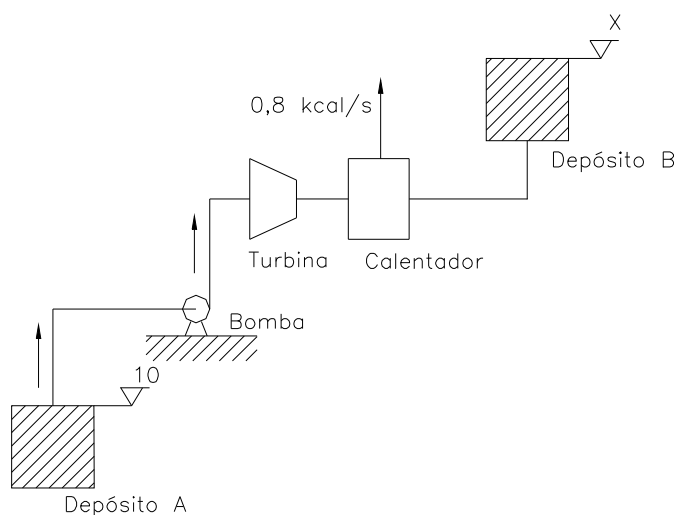 X
0,8 kcal/s
Depósito B
Turbina
Calentador
Bomba
10
Depósito A